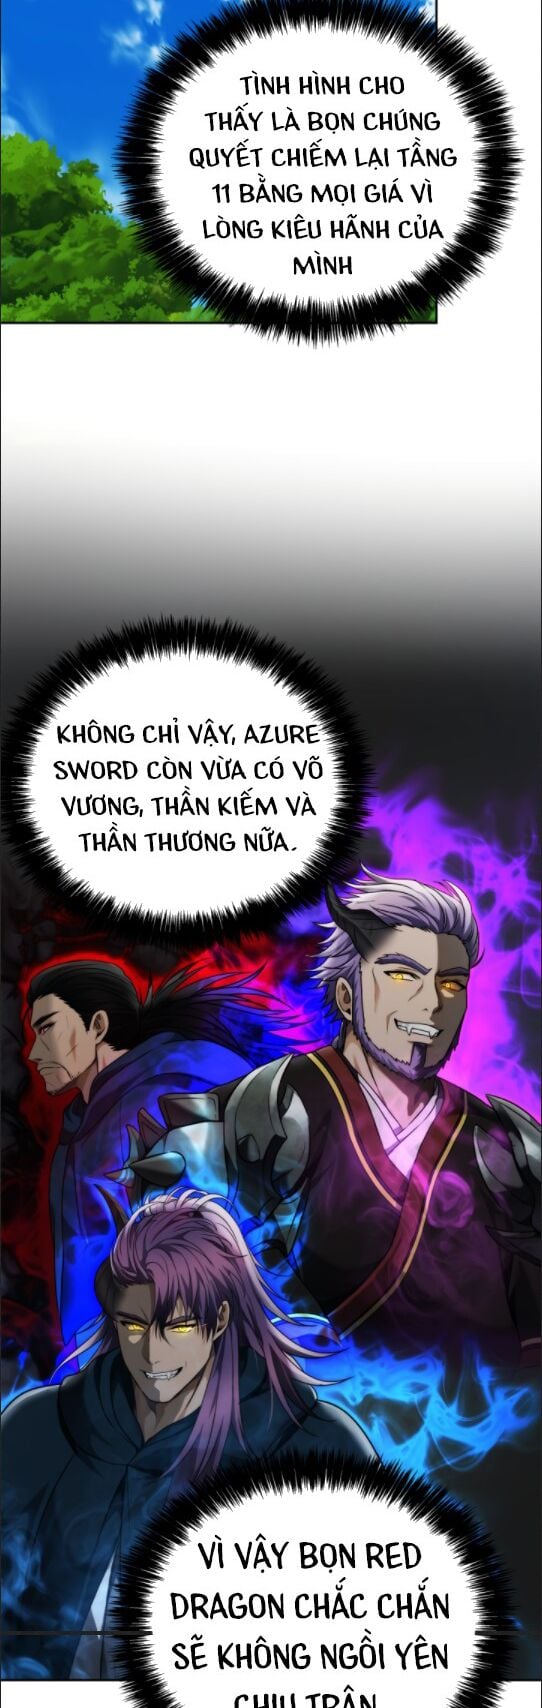 TÌNH HÌNH CHO
THẤY LÀ BỌN CHÚNG
QUYẾT CHIẾM LẠI TẦNG
11 BẰNG MỌI GIÁ VÌ
LÒNG KIÊU HÃNH CỦA
MÌNH
KHÔNG CHỈ VẬY, AZURE
SWORD CÒN VỪA CÓ VÕ
VƯƠNG, THẦN KIẾM VÀ
THẦN THƯƠNG NỮA.
VÌ VẬY BỌN RED
DRAGON CHẮC CHẮN
SẼ KHÔNG NGỒI YÊN
CHỊU TRẬN